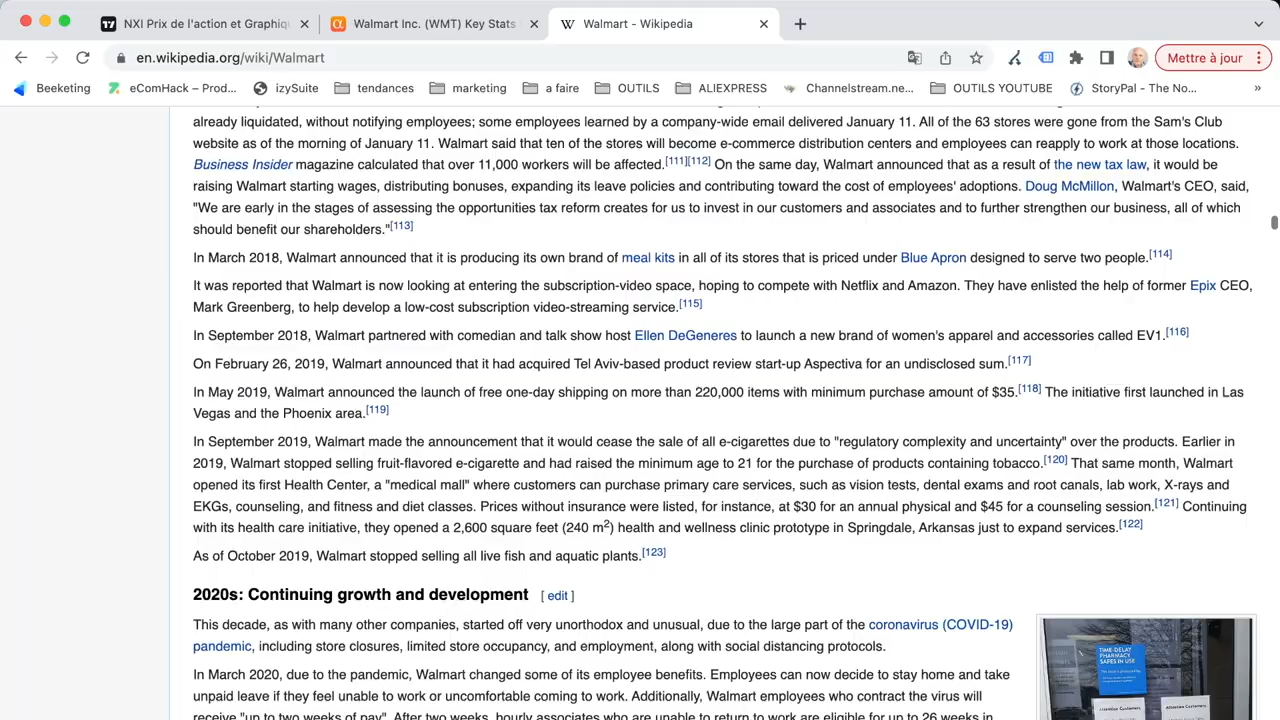 NXI Prix de l'action et Graphiqu
Walmart Inc. (WMT) Key Stats
Walmart - Wikipedia
en.wikipedia.org/wiki/Walmart
Mettre à jour
Beeketing
eComHack – Prod...
izySuite
tendances
marketing
a faire
OUTILS
ALIEXPRESS
Channelstream.ne...
OUTILS YOUTUBE
StoryPal - The No...
»
already liquidated, without notifying employees; some employees learned by a company-wide email delivered January 11. All of the 63 stores were gone from the Sam's Club
website as of the morning of January 11. Walmart said that ten of the stores will become e-commerce distribution centers and employees can reapply to work at those locations.
Business Insider magazine calculated that over 11,000 workers will be affected.[111][112] On the same day, Walmart announced that as a result of the new tax law, it would be
raising Walmart starting wages, distributing bonuses, expanding its leave policies and contributing toward the cost of employees' adoptions. Doug McMillon, Walmart's CEO, said,
"We are early in the stages of assessing the opportunities tax reform creates for us to invest in our customers and associates and to further strengthen our business, all of which
should benefit our shareholders."[113]
In March 2018, Walmart announced that it is producing its own brand of meal kits in all of its stores that is priced under Blue Apron designed to serve two people.[114]
It was reported that Walmart is now looking at entering the subscription-video space, hoping to compete with Netflix and Amazon. They have enlisted the help of former Epix CEO,
Mark Greenberg, to help develop a low-cost subscription video-streaming service.[115]
In September 2018, Walmart partnered with comedian and talk show host Ellen DeGeneres to launch a new brand of women's apparel and accessories called EV1.[116]
On February 26, 2019, Walmart announced that it had acquired Tel Aviv-based product review start-up Aspectiva for an undisclosed sum.[117]
In May 2019, Walmart announced the launch of free one-day shipping on more than 220,000 items with minimum purchase amount of $35.[118] The initiative first launched in Las
Vegas and the Phoenix area.[119]
In September 2019, Walmart made the announcement that it would cease the sale of all e-cigarettes due to "regulatory complexity and uncertainty" over the products. Earlier in
2019, Walmart stopped selling fruit-flavored e-cigarette and had raised the minimum age to 21 for the purchase of products containing tobacco.[120] That same month, Walmart
opened its first Health Center, a "medical mall" where customers can purchase primary care services, such as vision tests, dental exams and root canals, lab work, X-rays and
EKGs, counseling, and fitness and diet classes. Prices without insurance were listed, for instance, at $30 for an annual physical and $45 for a counseling session.[121] Continuing
with its health care initiative, they opened a 2,600 square feet (240 m2) health and wellness clinic prototype in Springdale, Arkansas just to expand services.[122]
As of October 2019, Walmart stopped selling all live fish and aquatic plants.[123]
2020s: Continuing growth and development [ edit ]
This decade, as with many other companies, started off very unorthodox and unusual, due to the large part of the coronavirus (COVID-19)
pandemic, including store closures, limited store occupancy, and employment, along with social distancing protocols.
In March 2020, due to the pandemic, Walmart changed some of its employee benefits. Employees can now decide to stay home and take
unpaid leave if they feel unable to work or uncomfortable coming to work. Additionally, Walmart employees who contract the virus will
receive "up to two weeks of pay". After two weeks, hourly associates who are unable to return to work are eligible for up to 26 weeks in
TIME-DELAY
PHARMACY
SAFES IN USE
Attention Customers
Attention Customers